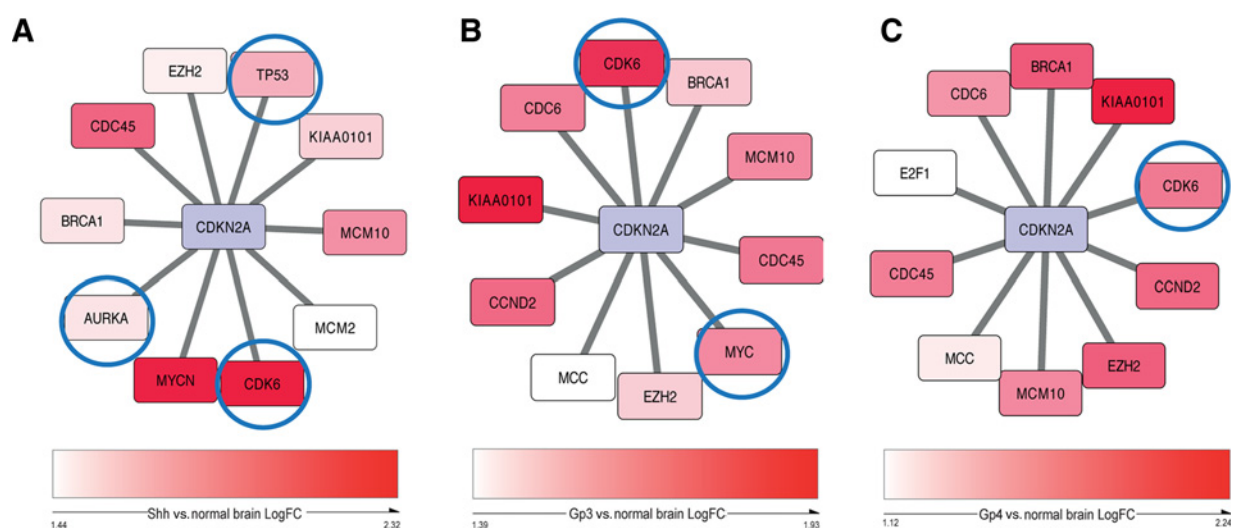 A
EZH2
TP53
CDC45
KIAA0101
BRCA1
CDKN2A
MCM10
AURKA
MCM2
MYCN
CDK6
Shh vs. normal brain LogFC
1.44
2.32
B
CDK6
BRCA1
CDC6
MCM10
KIAA0101
CDKN2A
CDC45
CCND2
MYC
MCC
EZH2
Gp3 vs. normal brain LogFC
1.39
1.93
C
BRCA1
CDC6
KIAA0101
E2F1
CDK6
CDKN2A
CDC45
CCND2
MCC
EZH2
MCM10
Gp4 vs. normal brain LogFC
1.12
2.24